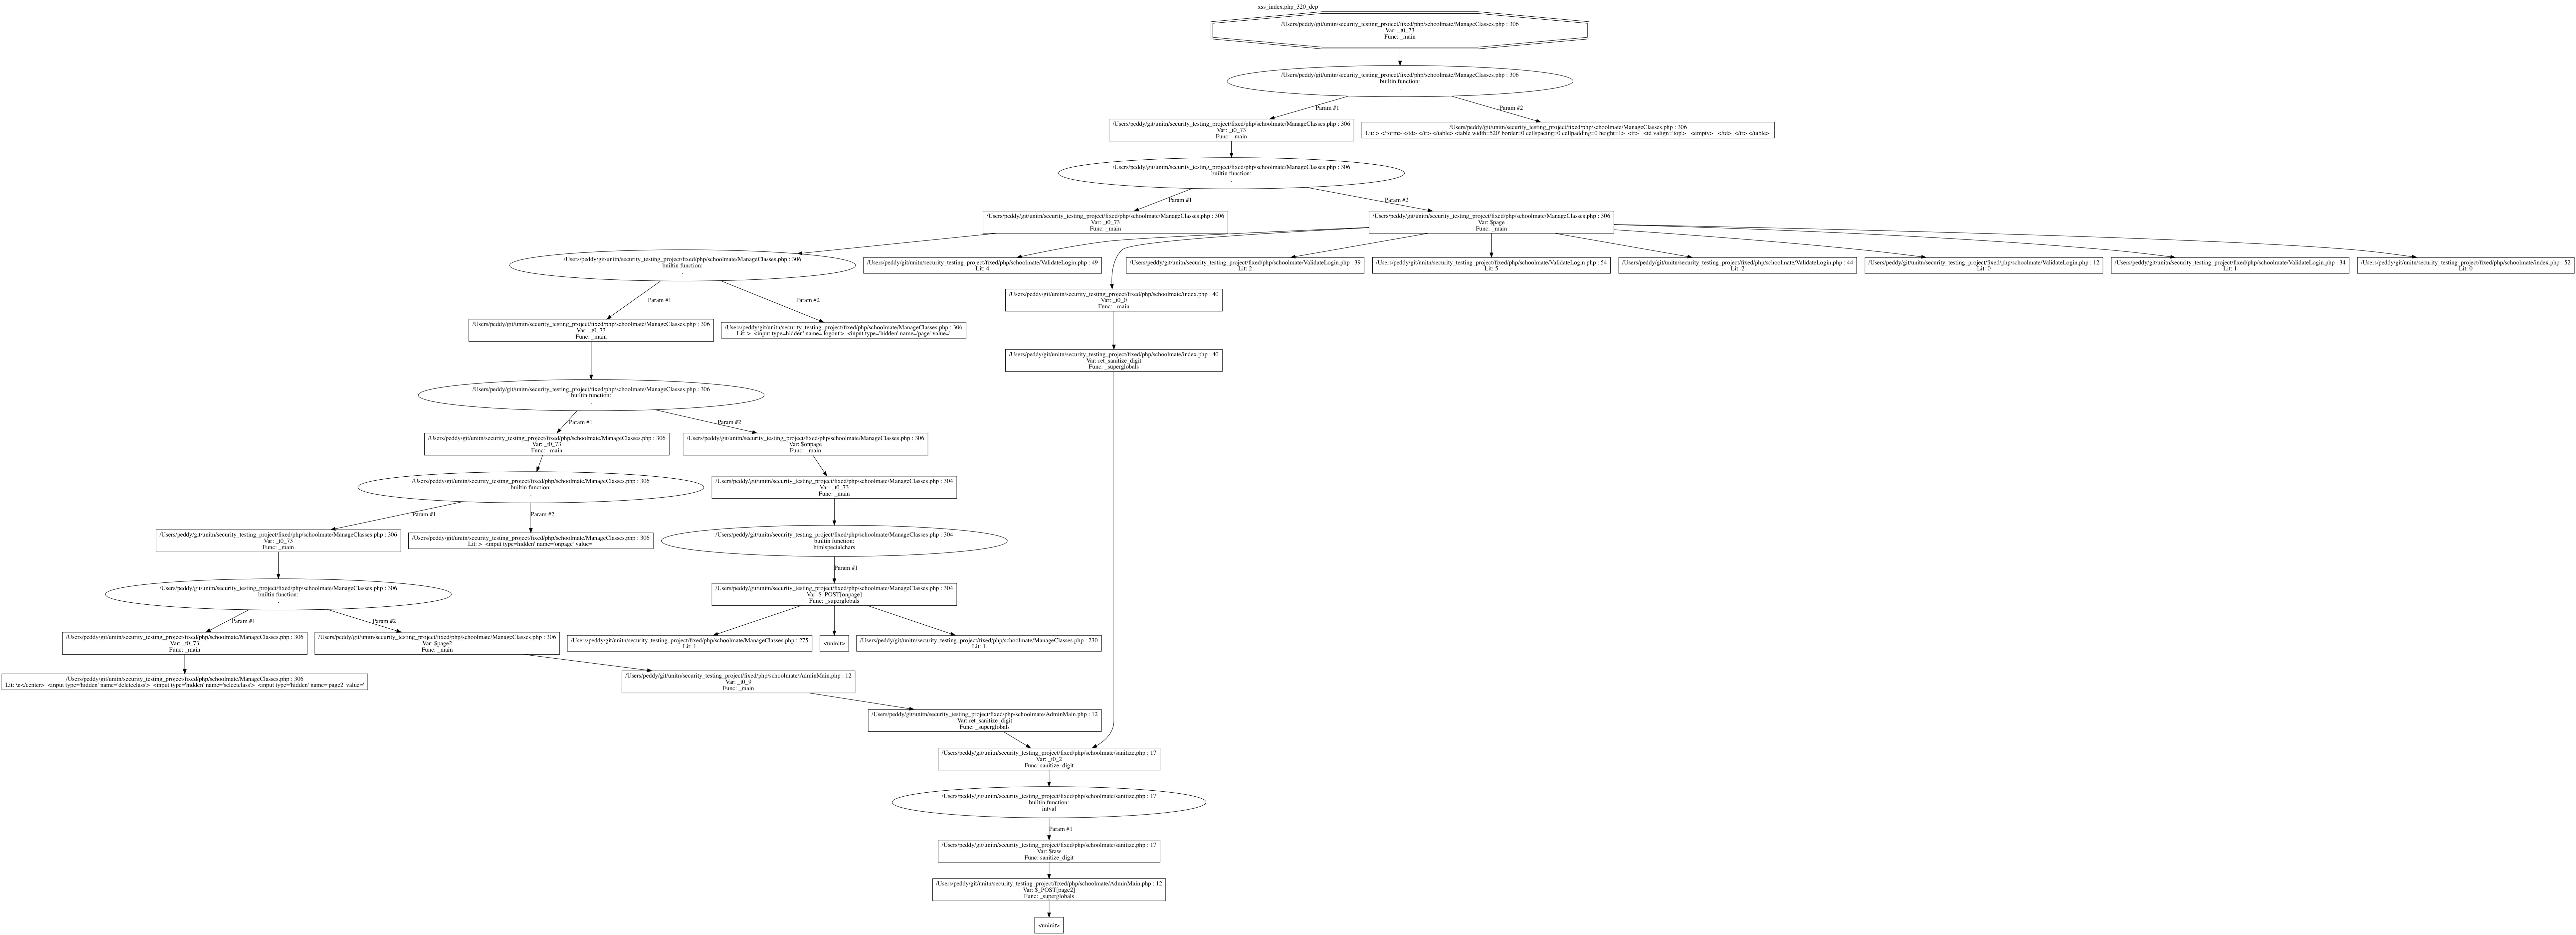 xss_index.php_320_dep
/Users/peddy/git/unitn/security_testing_project/fixed/php/schoolmate/ManageClasses.php : 306
Var: _t0_73
Func: _main
/Users/peddy/git/unitn/security_testing_project/fixed/php/schoolmate/ManageClasses.php : 306
builtin function:
.
Param #1
Param #2
/Users/peddy/git/unitn/security_testing_project/fixed/php/schoolmate/ManageClasses.php : 306
Var: _t0_73
Func: _main
/Users/peddy/git/unitn/security_testing_project/fixed/php/schoolmate/ManageClasses.php : 306
Lit: > </form> </td> </tr> </table> <table width=520' border=0 cellspacing=0 cellpadding=0 height=1>  <tr>   <td valign='top'>   <empty>   </td>  </tr> </table>
/Users/peddy/git/unitn/security_testing_project/fixed/php/schoolmate/ManageClasses.php : 306
builtin function:
.
Param #1
Param #2
/Users/peddy/git/unitn/security_testing_project/fixed/php/schoolmate/ManageClasses.php : 306
Var: _t0_73
Func: _main
/Users/peddy/git/unitn/security_testing_project/fixed/php/schoolmate/ManageClasses.php : 306
Var: $page
Func: _main
/Users/peddy/git/unitn/security_testing_project/fixed/php/schoolmate/ManageClasses.php : 306
builtin function:
.
/Users/peddy/git/unitn/security_testing_project/fixed/php/schoolmate/ValidateLogin.php : 49
Lit: 4
/Users/peddy/git/unitn/security_testing_project/fixed/php/schoolmate/ValidateLogin.php : 39
Lit: 2
/Users/peddy/git/unitn/security_testing_project/fixed/php/schoolmate/ValidateLogin.php : 54
Lit: 5
/Users/peddy/git/unitn/security_testing_project/fixed/php/schoolmate/ValidateLogin.php : 44
Lit: 2
/Users/peddy/git/unitn/security_testing_project/fixed/php/schoolmate/ValidateLogin.php : 12
Lit: 0
/Users/peddy/git/unitn/security_testing_project/fixed/php/schoolmate/ValidateLogin.php : 34
Lit: 1
/Users/peddy/git/unitn/security_testing_project/fixed/php/schoolmate/index.php : 52
Lit: 0
Param #1
Param #2
/Users/peddy/git/unitn/security_testing_project/fixed/php/schoolmate/index.php : 40
Var: _t0_0
Func: _main
/Users/peddy/git/unitn/security_testing_project/fixed/php/schoolmate/ManageClasses.php : 306
Var: _t0_73
Func: _main
/Users/peddy/git/unitn/security_testing_project/fixed/php/schoolmate/ManageClasses.php : 306
Lit: >  <input type=hidden' name='logout'>  <input type='hidden' name='page' value='
/Users/peddy/git/unitn/security_testing_project/fixed/php/schoolmate/index.php : 40
Var: ret_sanitize_digit
Func: _superglobals
/Users/peddy/git/unitn/security_testing_project/fixed/php/schoolmate/ManageClasses.php : 306
builtin function:
.
Param #1
Param #2
/Users/peddy/git/unitn/security_testing_project/fixed/php/schoolmate/ManageClasses.php : 306
Var: _t0_73
Func: _main
/Users/peddy/git/unitn/security_testing_project/fixed/php/schoolmate/ManageClasses.php : 306
Var: $onpage
Func: _main
/Users/peddy/git/unitn/security_testing_project/fixed/php/schoolmate/ManageClasses.php : 306
builtin function:
.
/Users/peddy/git/unitn/security_testing_project/fixed/php/schoolmate/ManageClasses.php : 304
Var: _t0_73
Func: _main
Param #1
Param #2
/Users/peddy/git/unitn/security_testing_project/fixed/php/schoolmate/ManageClasses.php : 306
Var: _t0_73
Func: _main
/Users/peddy/git/unitn/security_testing_project/fixed/php/schoolmate/ManageClasses.php : 306
Lit: >  <input type=hidden' name='onpage' value='
/Users/peddy/git/unitn/security_testing_project/fixed/php/schoolmate/ManageClasses.php : 304
builtin function:
htmlspecialchars
Param #1
/Users/peddy/git/unitn/security_testing_project/fixed/php/schoolmate/ManageClasses.php : 306
builtin function:
.
/Users/peddy/git/unitn/security_testing_project/fixed/php/schoolmate/ManageClasses.php : 304
Var: $_POST[onpage]
Func: _superglobals
Param #1
Param #2
/Users/peddy/git/unitn/security_testing_project/fixed/php/schoolmate/ManageClasses.php : 306
Var: _t0_73
Func: _main
/Users/peddy/git/unitn/security_testing_project/fixed/php/schoolmate/ManageClasses.php : 306
Var: $page2
Func: _main
/Users/peddy/git/unitn/security_testing_project/fixed/php/schoolmate/ManageClasses.php : 275
Lit: 1
<uninit>
/Users/peddy/git/unitn/security_testing_project/fixed/php/schoolmate/ManageClasses.php : 230
Lit: 1
/Users/peddy/git/unitn/security_testing_project/fixed/php/schoolmate/ManageClasses.php : 306
Lit: '\n</center>  <input type='hidden' name='deleteclass'>  <input type='hidden' name='selectclass'>  <input type='hidden' name='page2' value='
/Users/peddy/git/unitn/security_testing_project/fixed/php/schoolmate/AdminMain.php : 12
Var: _t0_9
Func: _main
/Users/peddy/git/unitn/security_testing_project/fixed/php/schoolmate/AdminMain.php : 12
Var: ret_sanitize_digit
Func: _superglobals
/Users/peddy/git/unitn/security_testing_project/fixed/php/schoolmate/sanitize.php : 17
Var: _t0_2
Func: sanitize_digit
/Users/peddy/git/unitn/security_testing_project/fixed/php/schoolmate/sanitize.php : 17
builtin function:
intval
Param #1
/Users/peddy/git/unitn/security_testing_project/fixed/php/schoolmate/sanitize.php : 17
Var: $raw
Func: sanitize_digit
/Users/peddy/git/unitn/security_testing_project/fixed/php/schoolmate/AdminMain.php : 12
Var: $_POST[page2]
Func: _superglobals
<uninit>